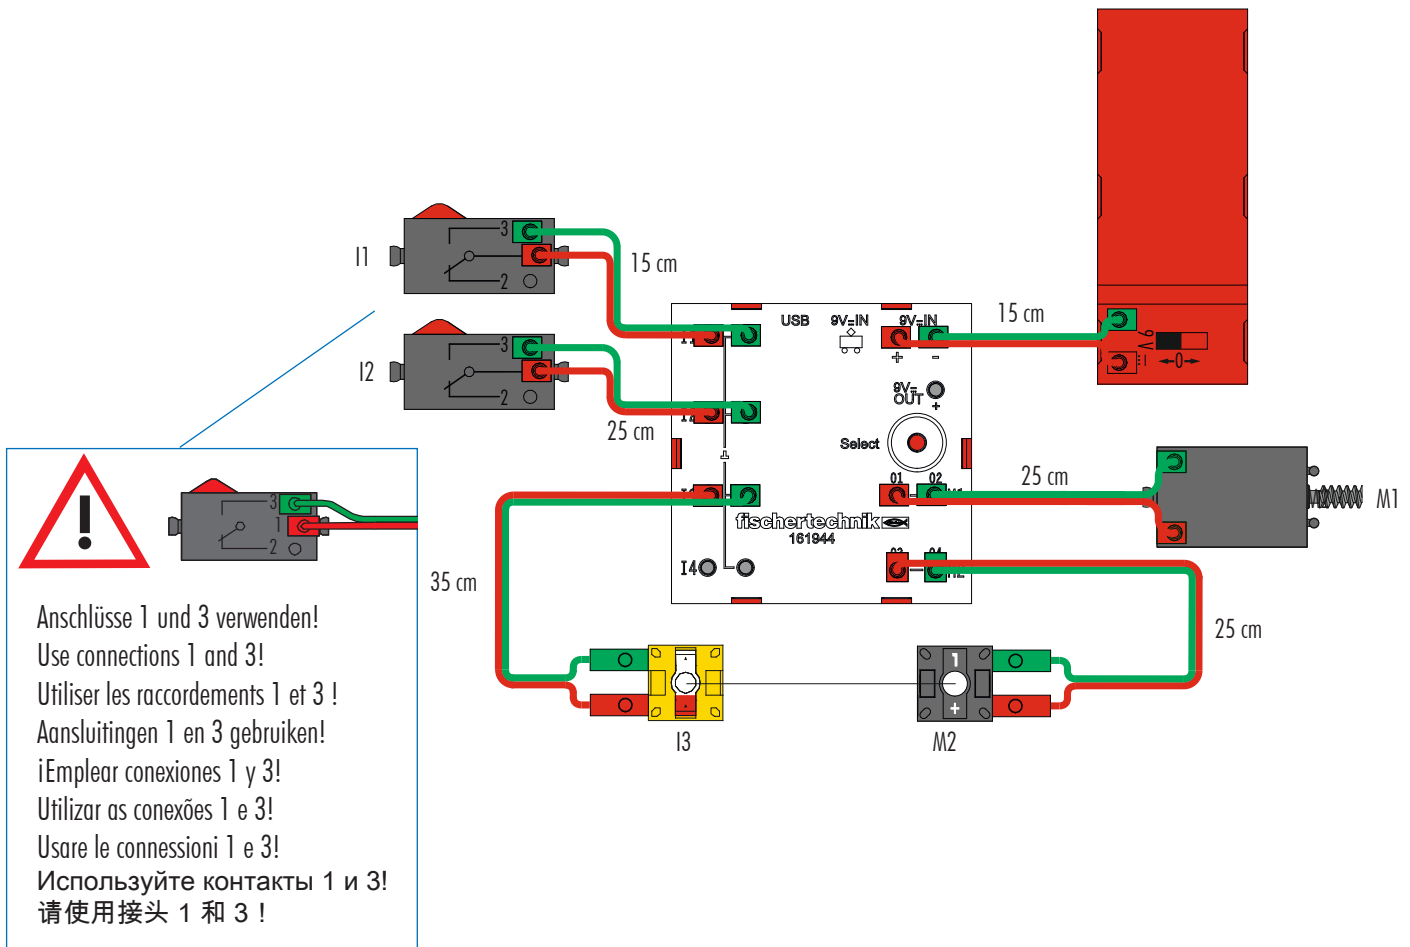 I1
3
2
15 cm
I2
3
2
25 cm
USB
9V=IN
9V=IN
+
-
9V=
OUT
+
Select
O1
O2
fischertechnik
161944
I4
15 cm
9V
0
25 cm
M1
25 cm
35 cm
I3
1
+
M2
!
3
1
2
Anschlüsse 1 und 3 verwenden!
Use connections 1 and 3!
Utiliser les raccordements 1 et 3 !
Aansluitingen 1 en 3 gebruiken!
¡Emplear conexiones 1 y 3!
Utilizar as conexões 1 e 3!
Usare le connessioni 1 e 3!
Используйте контакты 1 и 3!
请使用接头 1 和 3！